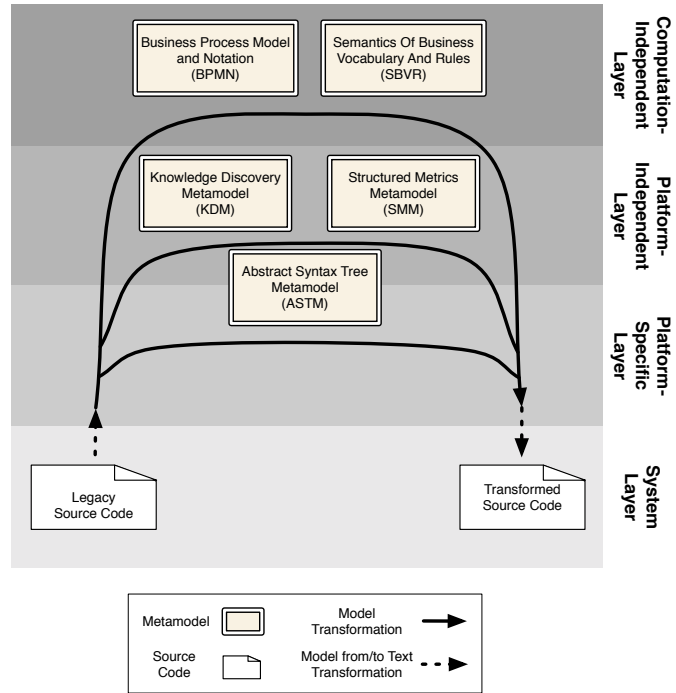 Business Process Model
and Notation
(BPMN)
Semantics Of Business
Vocabulary And Rules
(SBVR)
Computation-
Independent
Layer
Knowledge Discovery
Metamodel
(KDM)
Structured Metrics
Metamodel
(SMM)
Platform-
Independent
Layer
Abstract Syntax Tree
Metamodel
(ASTM)
Platform-
Specific
Layer
Legacy
Source Code
Transformed
Source Code
System
Layer
Metamodel
Model
Transformation
Source
Code
Model from/to Text
Transformation